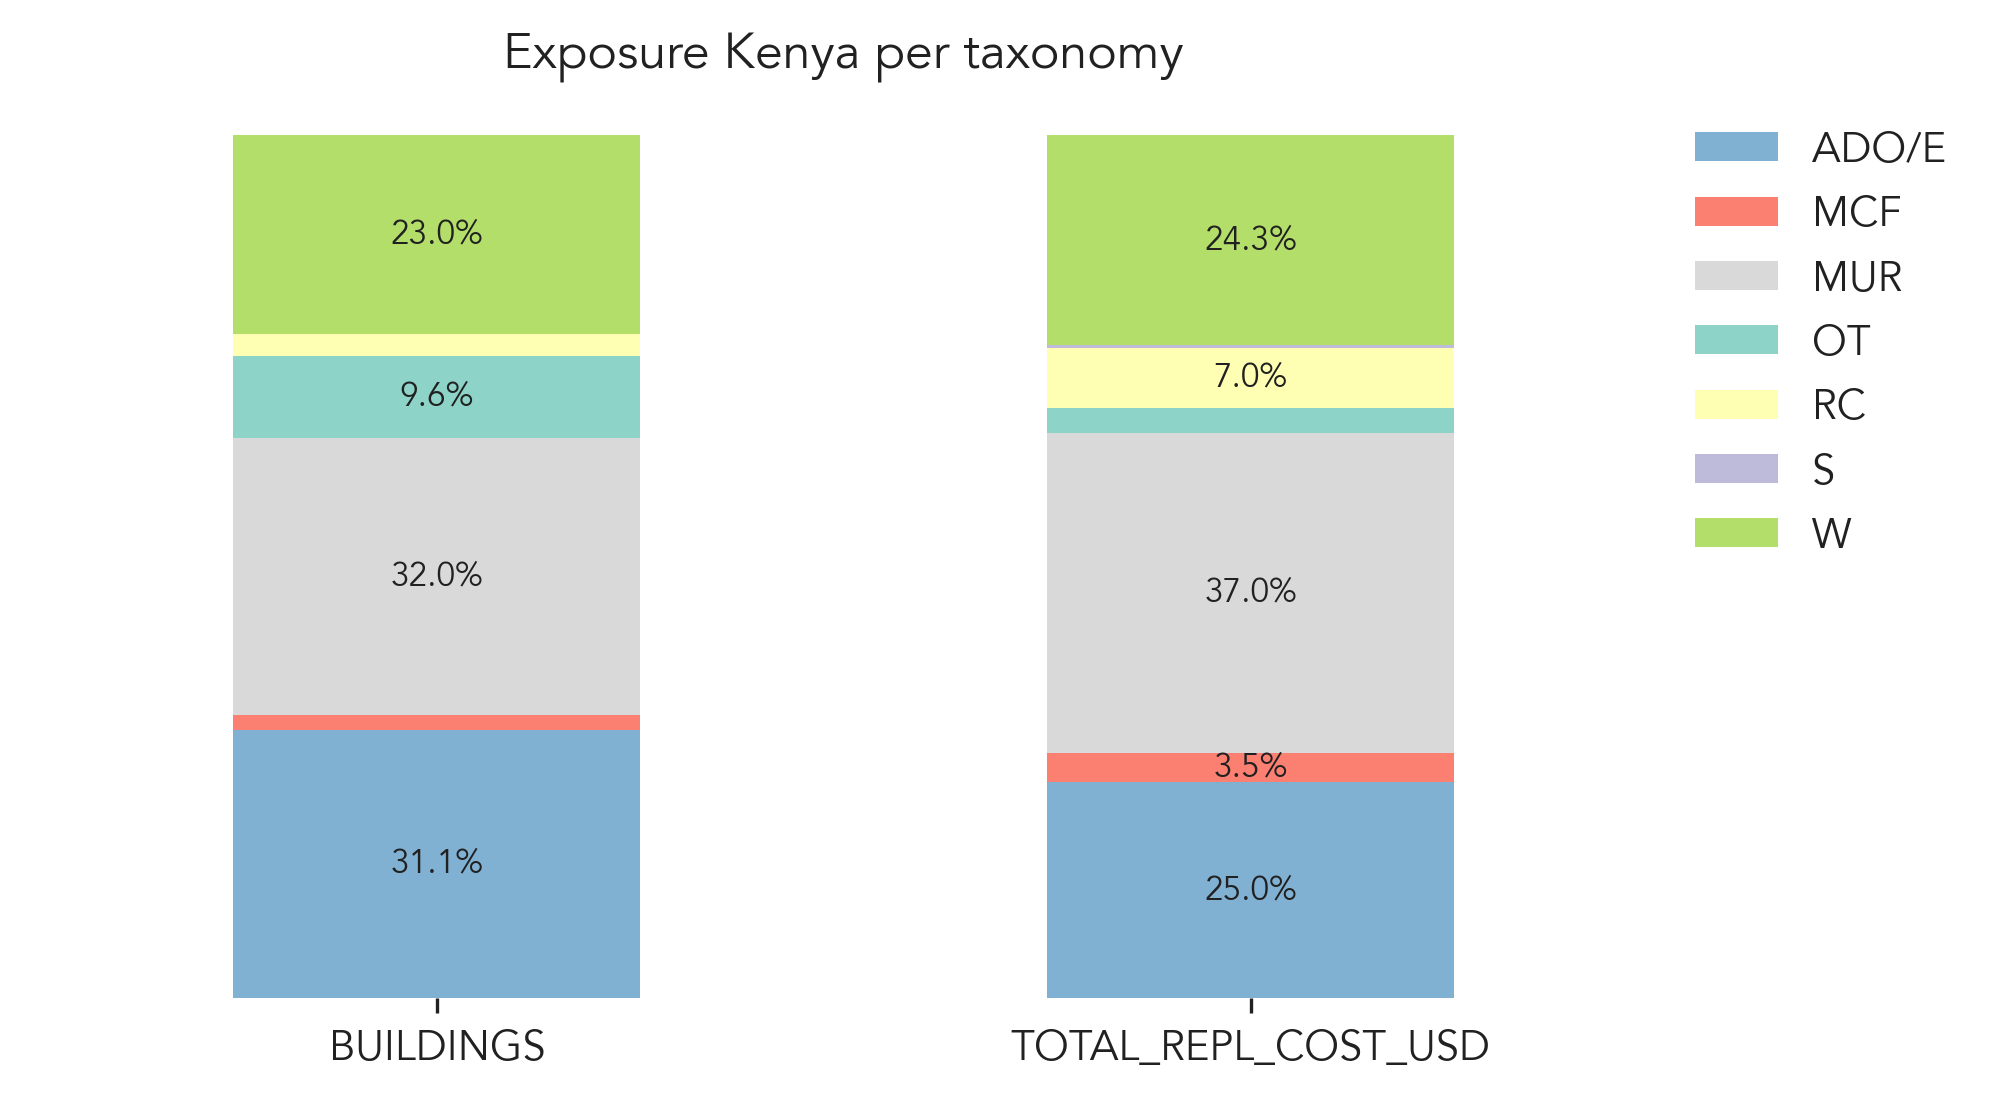 Exposure Kenya per taxonomy
23.0%
9.6%
32.0%
31.1%
BUILDINGS
24.3%
7.0%
37.0%
3.5%
25.0%
TOTAL_REPL_COST_USD
ADO/E
MCF
MUR
OT
RC
S
W